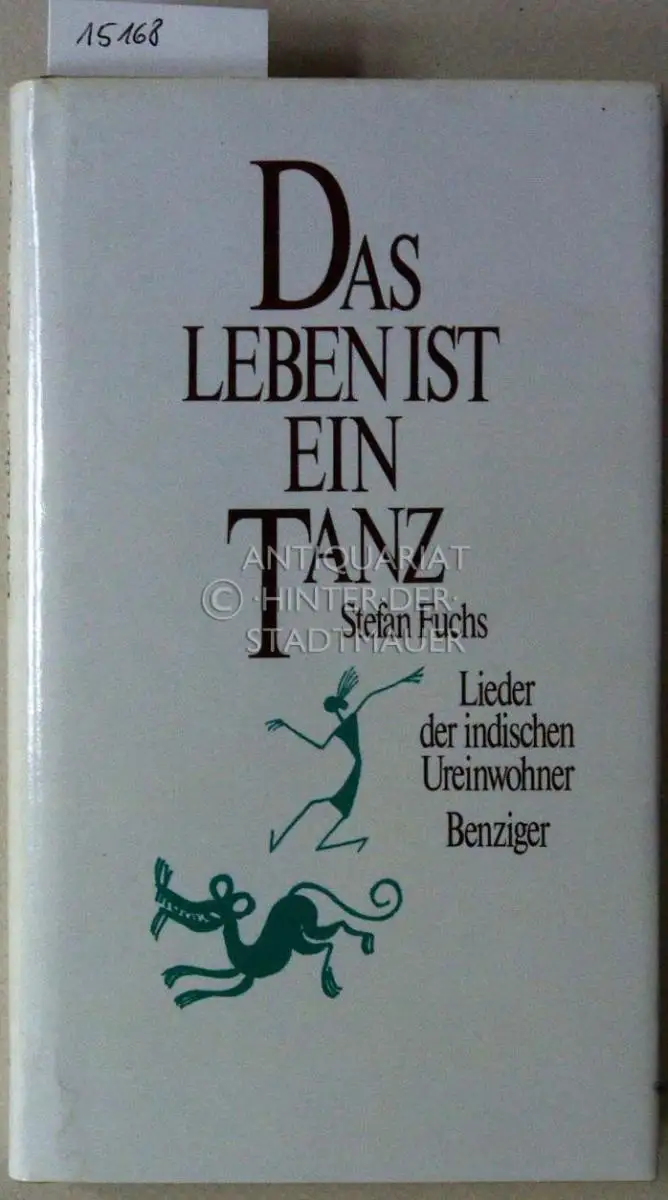 15168
DAS
LEBEN IST
EIN
TANZ
ANTIQUARIAT
© ·HINTER·DER·
STADTMAUER
Stefan Fuchs
Lieder
der indischen
Ureinwohner
Benziger